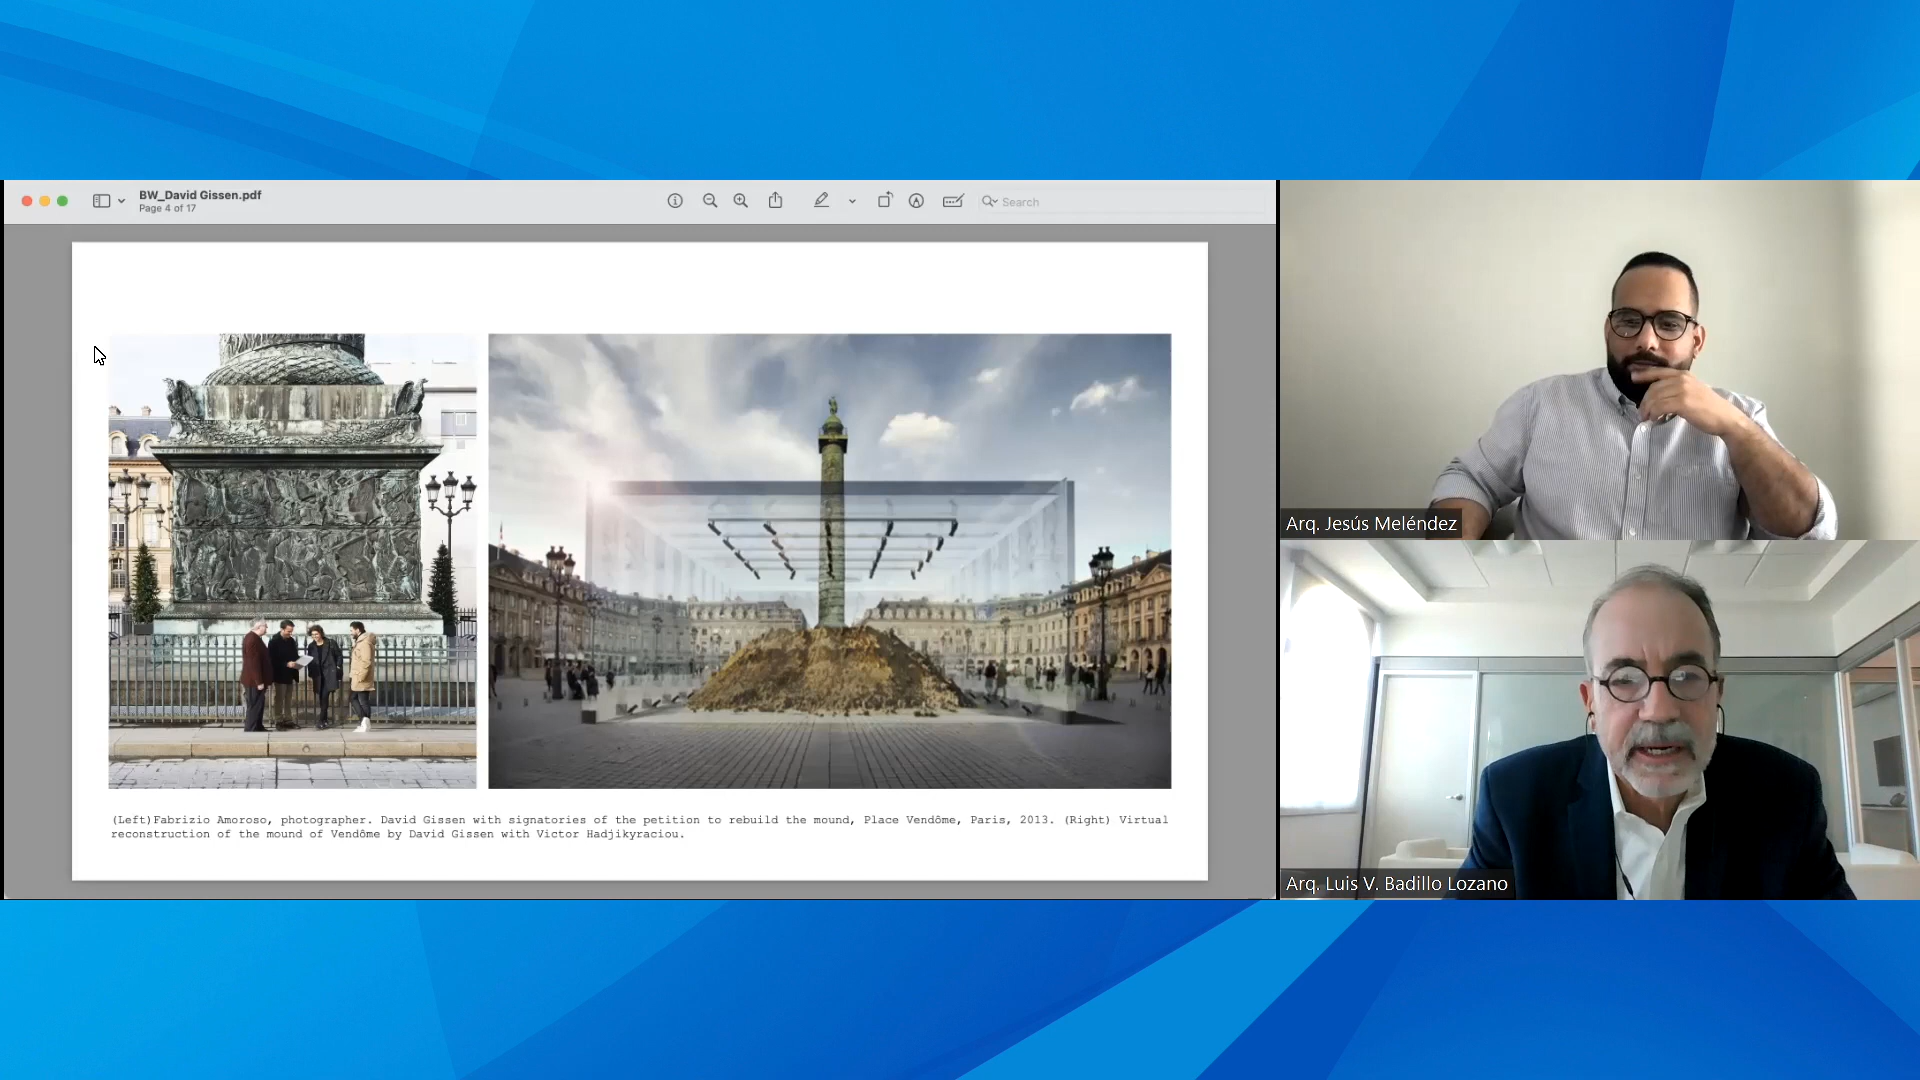 BW_David Gissen.pdf
Page 4 of 17
Search
(Left)Fabrizio Amoroso, photographer. David Gissen with signatories of the petition to rebuild the mound, Place Vendôme, Paris, 2013. (Right) Virtual
reconstruction of the mound of Vendôme by David Gissen with Victor Hadjikyraciou.
Arq. Jesús Meléndez
Arq. Luis V. Badillo Lozano